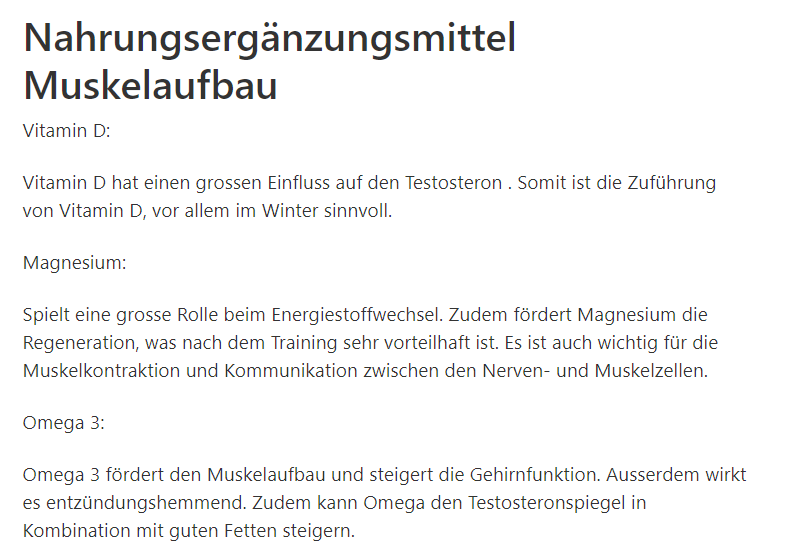 Nahrungsergänzungsmittel
Muskelaufbau
Vitamin D:
Vitamin D hat einen grossen Einfluss auf den Testosteron . Somit ist die Zuführung
von Vitamin D, vor allem im Winter sinnvoll.
Magnesium:
Spielt eine grosse Rolle beim Energiestoffwechsel. Zudem fördert Magnesium die
Regeneration, was nach dem Training sehr vorteilhaft ist. Es ist auch wichtig für die
Muskelkontraktion und Kommunikation zwischen den Nerven- und Muskelzellen.
Omega 3:
Omega 3 fördert den Muskelaufbau und steigert die Gehirnfunktion. Ausserdem wirkt
es entzündungshemmend. Zudem kann Omega den Testosteronspiegel in
Kombination mit guten Fetten steigern.